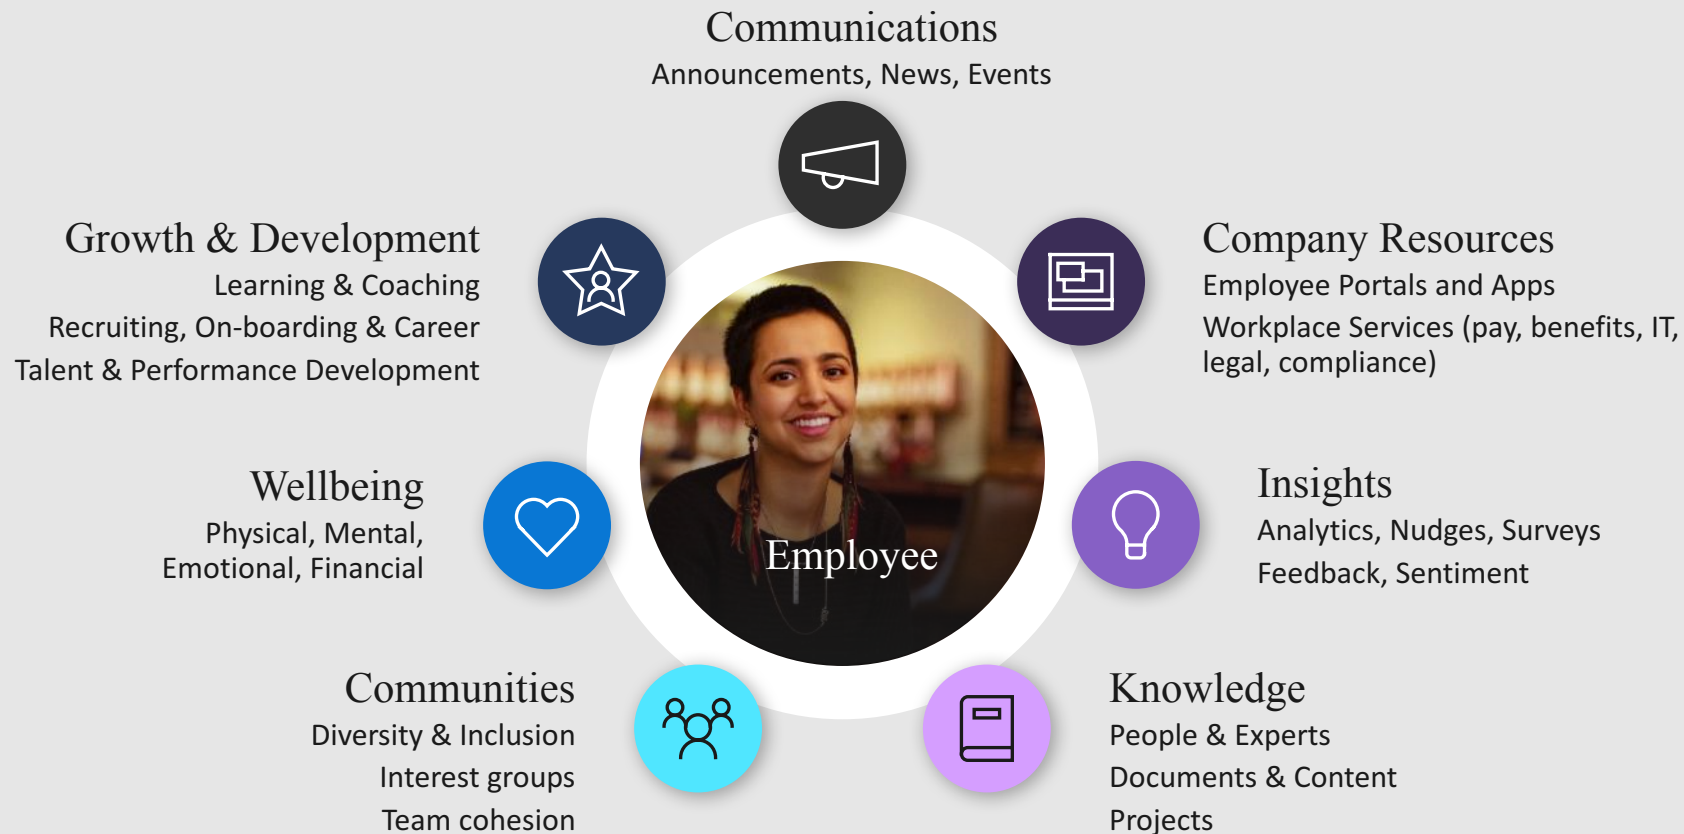 Communications
Announcements, News, Events
Growth & Development
Learning & Coaching
Recruiting, On-boarding & Career
Talent & Performance Development
Company Resources
Employee Portals and Apps
Workplace Services (pay, benefits, IT,
legal, compliance)
Wellbeing
Physical, Mental,
Emotional, Financial
Employee
Insights
Analytics, Nudges, Surveys
Feedback, Sentiment
Communities
Diversity & Inclusion
Interest groups
Team cohesion
Knowledge
People & Experts
Documents & Content
Projects